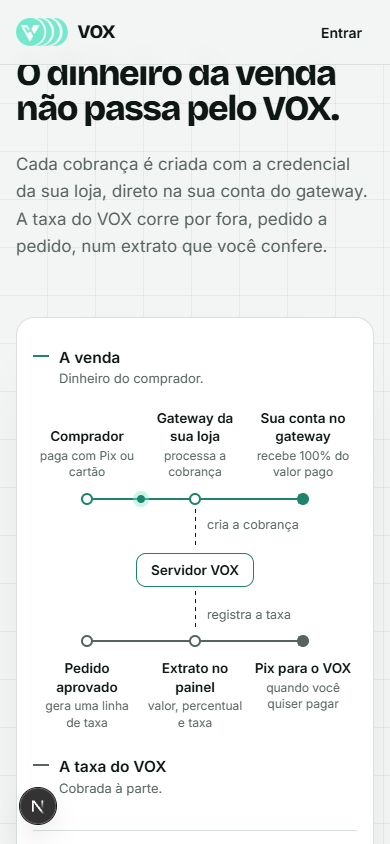 VOX
Entrar
O dinheiro da venda
não passa pelo VOX.
Cada cobrança é criada com a credencial
da sua loja, direto na sua conta do gateway.
A taxa do VOX corre por fora, pedido a
pedido, num extrato que você confere.
A venda
Dinheiro do comprador.
Comprador
paga com Pix ou
cartão
Gateway da
sua loja
processa a
cobrança
Sua conta no
gateway
recebe 100% do
valor pago
cria a cobrança
Servidor VOX
registra a taxa
Pedido
aprovado
gera uma linha
de taxa
Extrato no
painel
valor, percentual
e taxa
Pix para o VOX
quando você
quiser pagar
A taxa do VOX
Cobrada à parte.
N